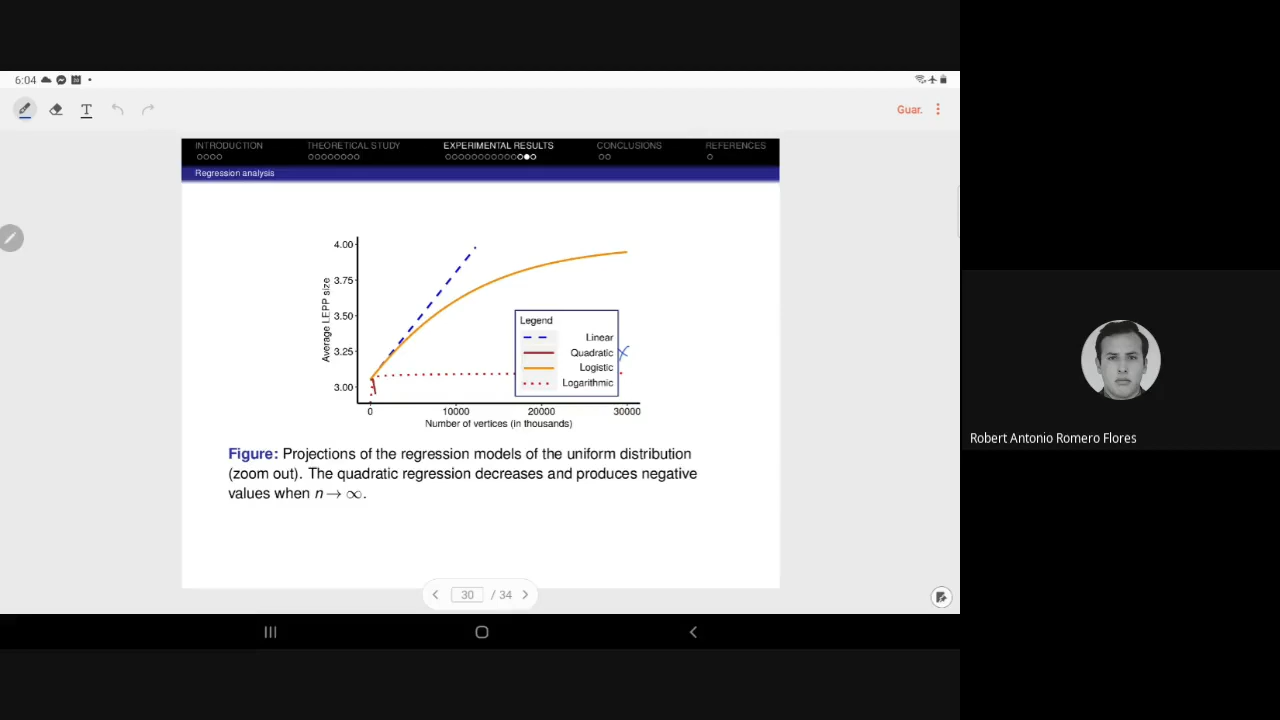 6:04
Guar.
INTRODUCTION THEORETICAL STUDY EXPERIMENTAL RESULTS CONCLUSIONS REFERENCES
Regression analysis
4.00
3.75
3.50
3.25
3.00
Average LEPP size
Legend
Linear
Quadratic
Logistic
Logarithmic
0 10000 20000 30000
Number of vertices (in thousands)
Figure: Projections of the regression models of the uniform distribution
(zoom out). The quadratic regression decreases and produces negative
values when n → ∞.
30 / 34
Robert Antonio Romero Flores